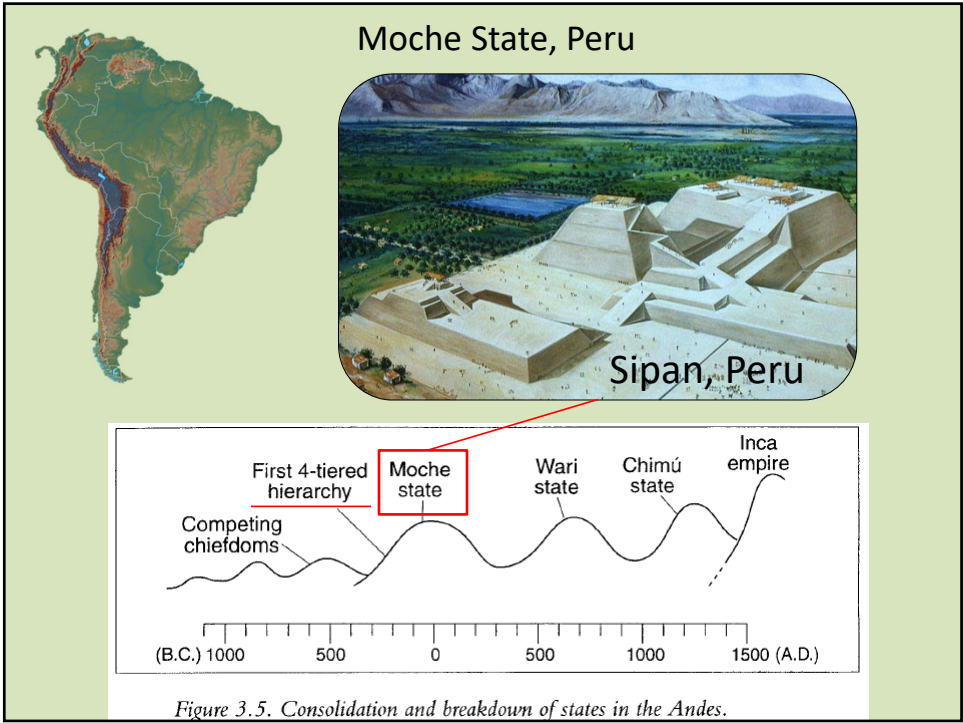 Moche State, Peru
Sipan, Peru
Inca
empire
First 4-tiered
hierarchy
Moche
state
Wari
state
Chimú
state
Competing
chiefdoms
(B.C.) 1000 500 0 500 1000 1500 (A.D.)
Figure 3.5. Consolidation and breakdown of states in the Andes.